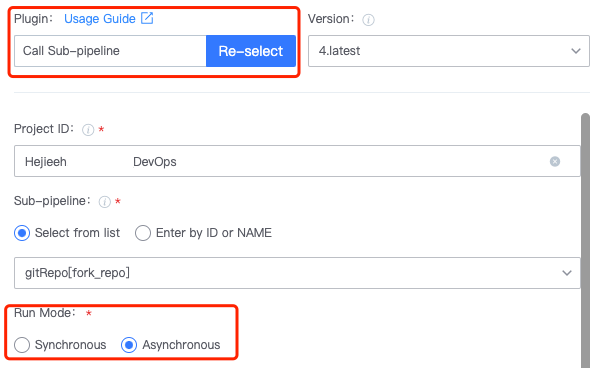 Plugin: Usage Guide Version:
Call Sub-pipeline Re-select 4.latest
Project ID: *
Hejieeh DevOps
Sub-pipeline: *
Select from list Enter by ID or NAME
gitRepo[fork_repo]
Run Mode: *
Synchronous Asynchronous